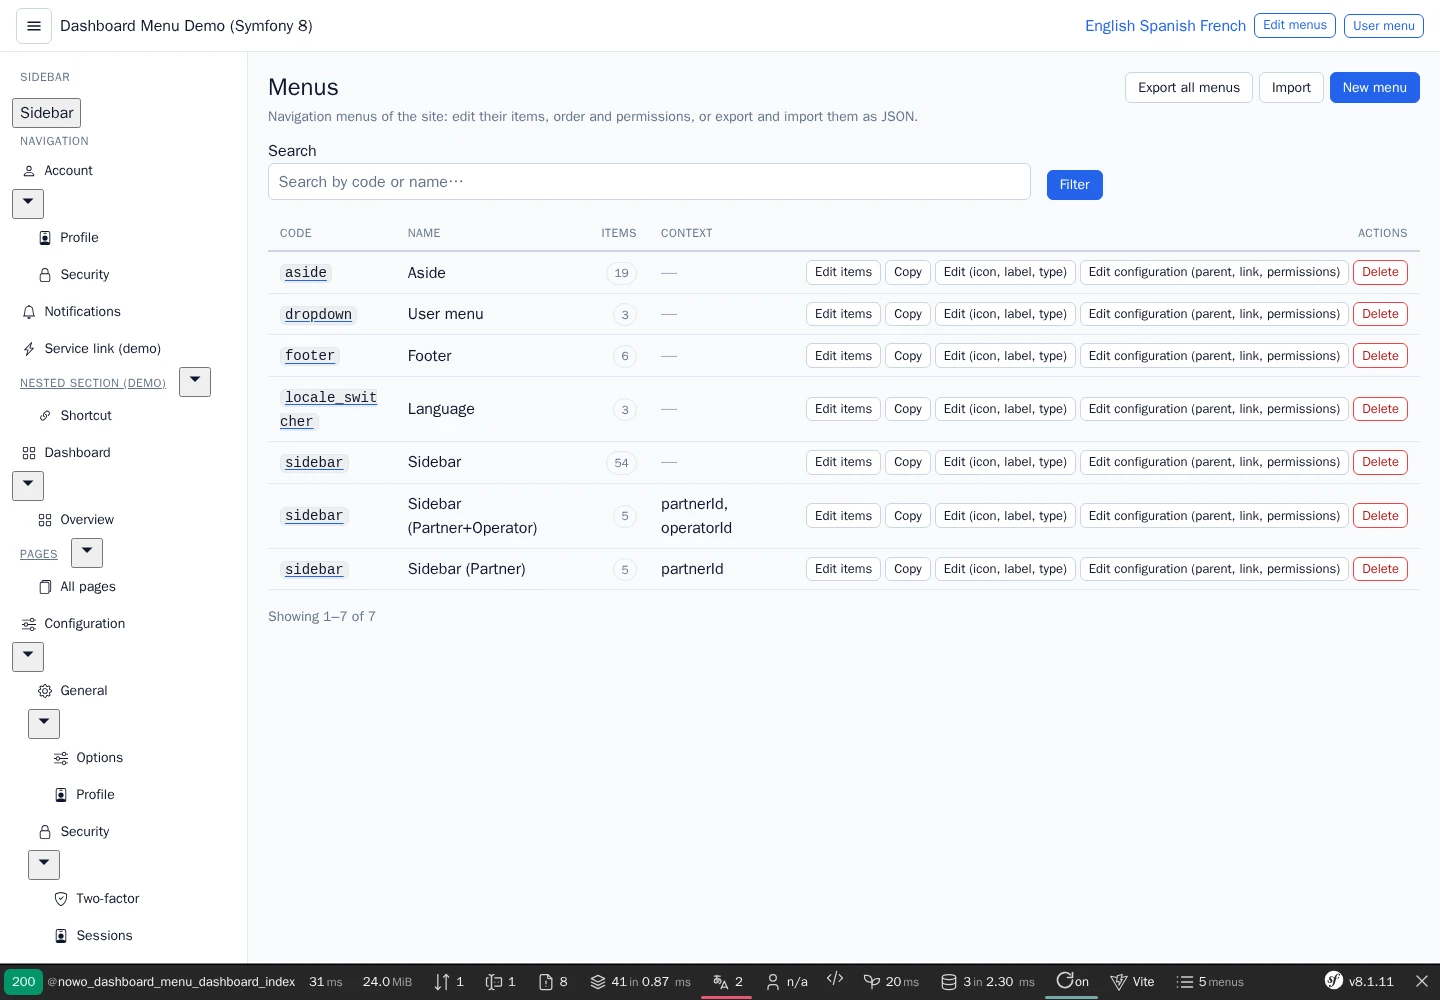 Dashboard Menu Demo (Symfony 8)
English Spanish French Edit menus User menu
SIDEBAR
Sidebar
NAVIGATION
Account
Profile
Security
Notifications
Service link (demo)
NESTED SECTION (DEMO)
Shortcut
Dashboard
Overview
PAGES
All pages
Configuration
General
Options
Profile
Security
Two-factor
Sessions
Menus
Export all menus Import New menu
Navigation menus of the site: edit their items, order and permissions, or export and import them as JSON.
Search
Search by code or name…
Filter
CODE NAME ITEMS CONTEXT ACTIONS
aside Aside 19 — Edit items Copy Edit (icon, label, type) Edit configuration (parent, link, permissions) Delete
dropdown User menu 3 — Edit items Copy Edit (icon, label, type) Edit configuration (parent, link, permissions) Delete
footer Footer 6 — Edit items Copy Edit (icon, label, type) Edit configuration (parent, link, permissions) Delete
locale_swit
cher Language 3 — Edit items Copy Edit (icon, label, type) Edit configuration (parent, link, permissions) Delete
sidebar Sidebar 54 — Edit items Copy Edit (icon, label, type) Edit configuration (parent, link, permissions) Delete
sidebar Sidebar
(Partner+Operator) 5 partnerId,
operatorId Edit items Copy Edit (icon, label, type) Edit configuration (parent, link, permissions) Delete
sidebar Sidebar (Partner) 5 partnerId Edit items Copy Edit (icon, label, type) Edit configuration (parent, link, permissions) Delete
Showing 1–7 of 7
200 @nowo_dashboard_menu_dashboard_index 31 ms 24.0 MiB 1 1 8 41 in 0.87 ms 2 n/a 20 ms 3 in 2.30 ms on Vite 5 menus v8.1.11